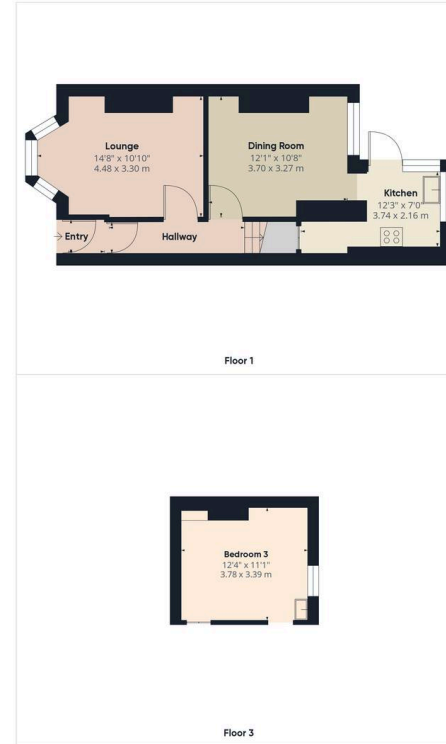 Lounge
14'8" x 10'10"
4.48 x 3.30 m
Dining Room
12'1" x 10'8"
3.70 x 3.27 m
Kitchen
12'3" x 7'0"
3.74 x 2.16 m
Entry
Hallway
Floor 1
Bedroom 3
12'4" x 11'1"
3.78 x 3.39 m
Floor 3